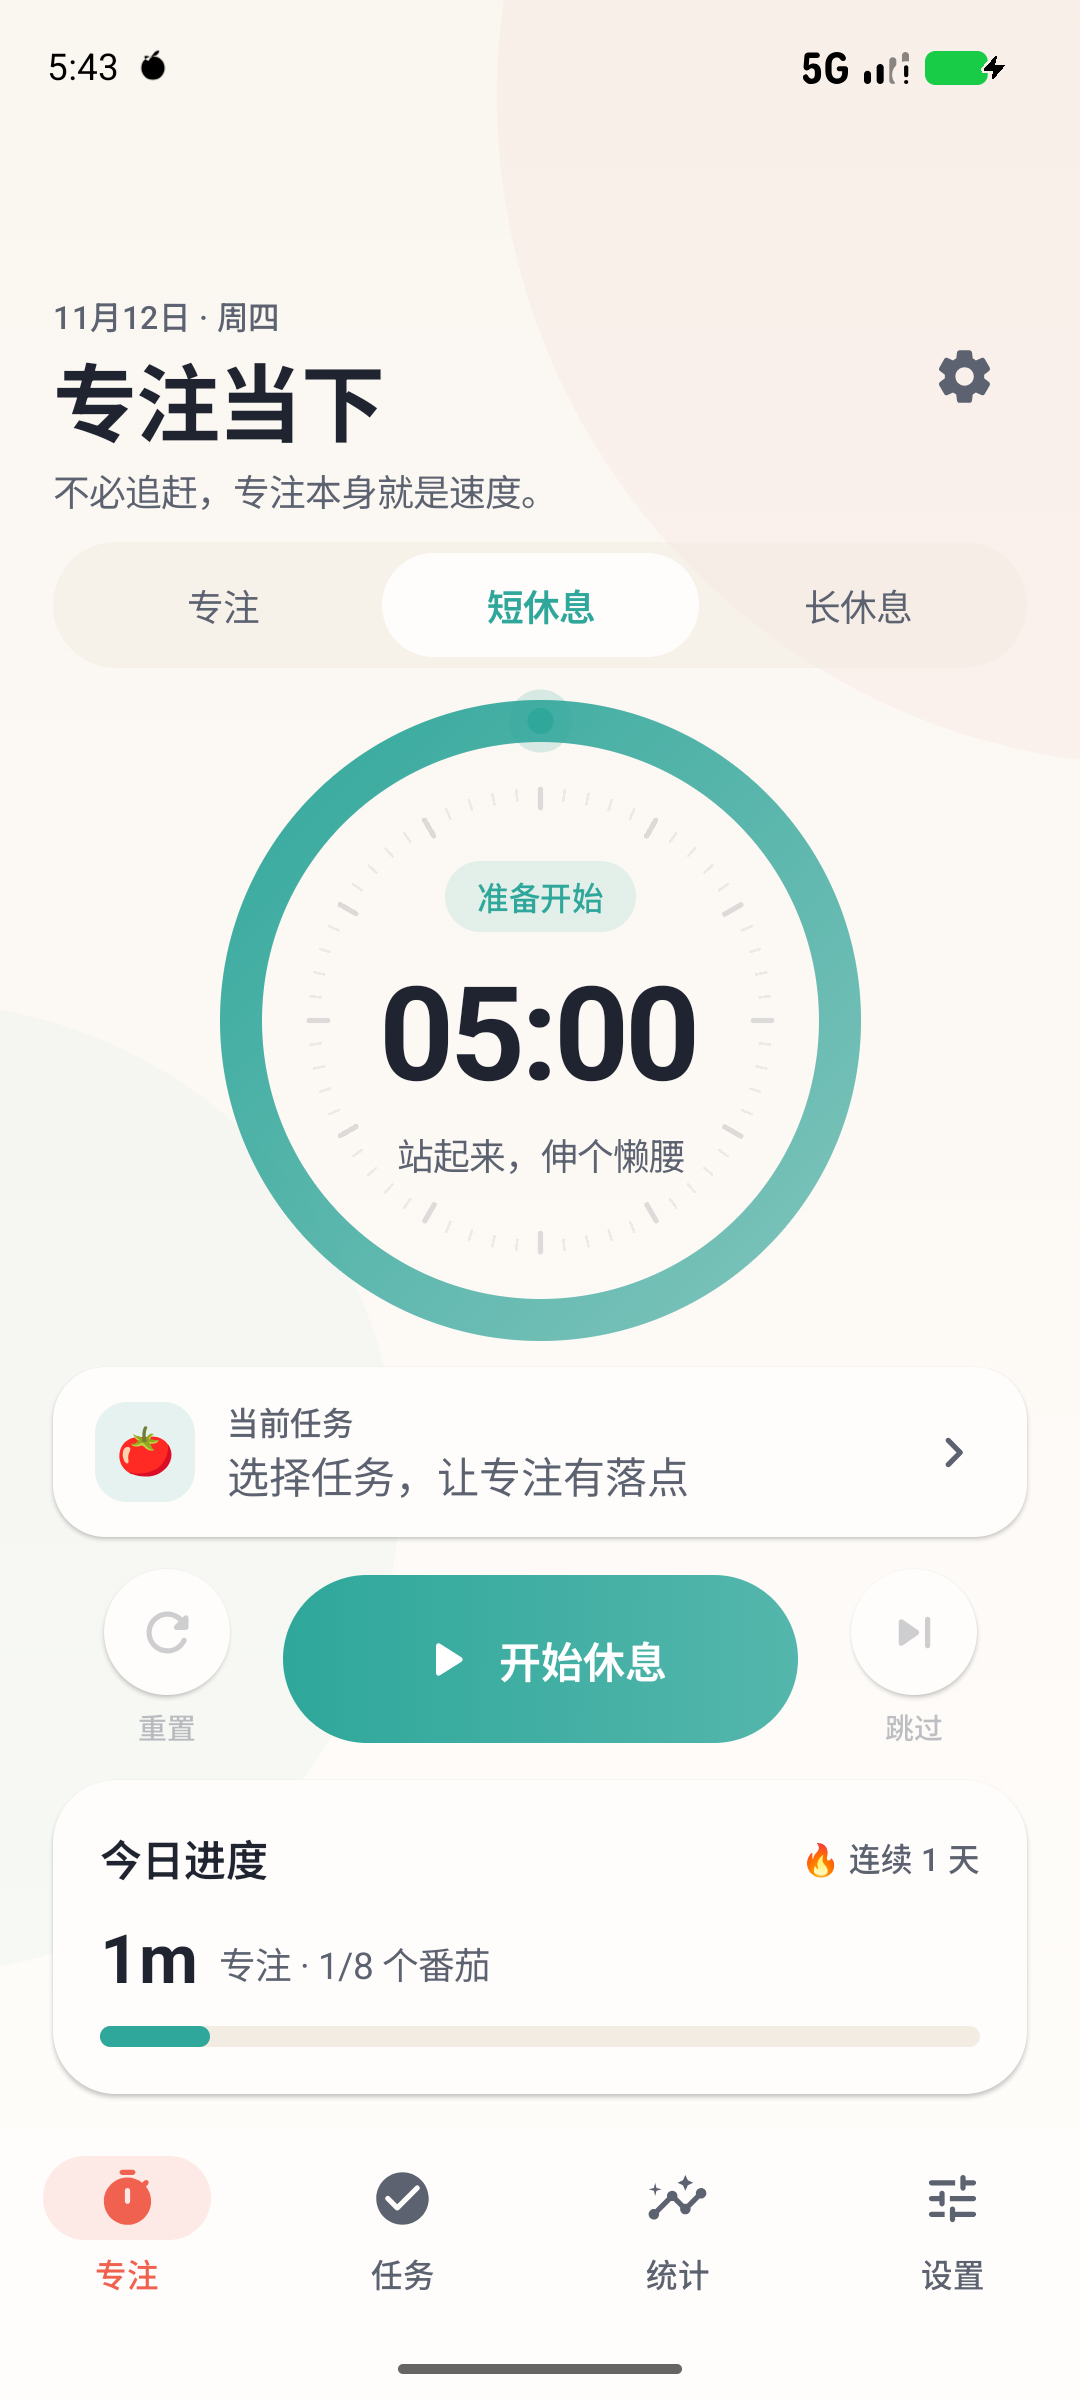 5:43
5G
11月12日 · 周四
专注当下
不必追赶，专注本身就是速度。
专注
短休息
长休息
准备开始
05:00
站起来，伸个懒腰
当前任务
选择任务，让专注有落点
开始休息
重置
跳过
今日进度
🔥 连续 1 天
1m 专注 · 1/8 个番茄
专注
任务
统计
设置